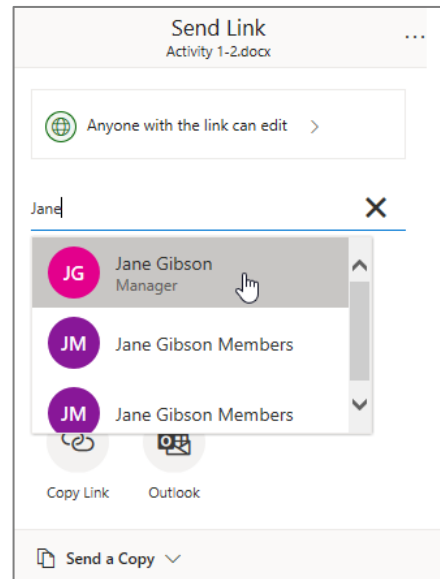 Send Link
Activity 1-2.docx
...
Anyone with the link can edit >
Jane
JG Jane Gibson
Manager
JM Jane Gibson Members
JM Jane Gibson Members
Copy Link Outlook
Send a Copy